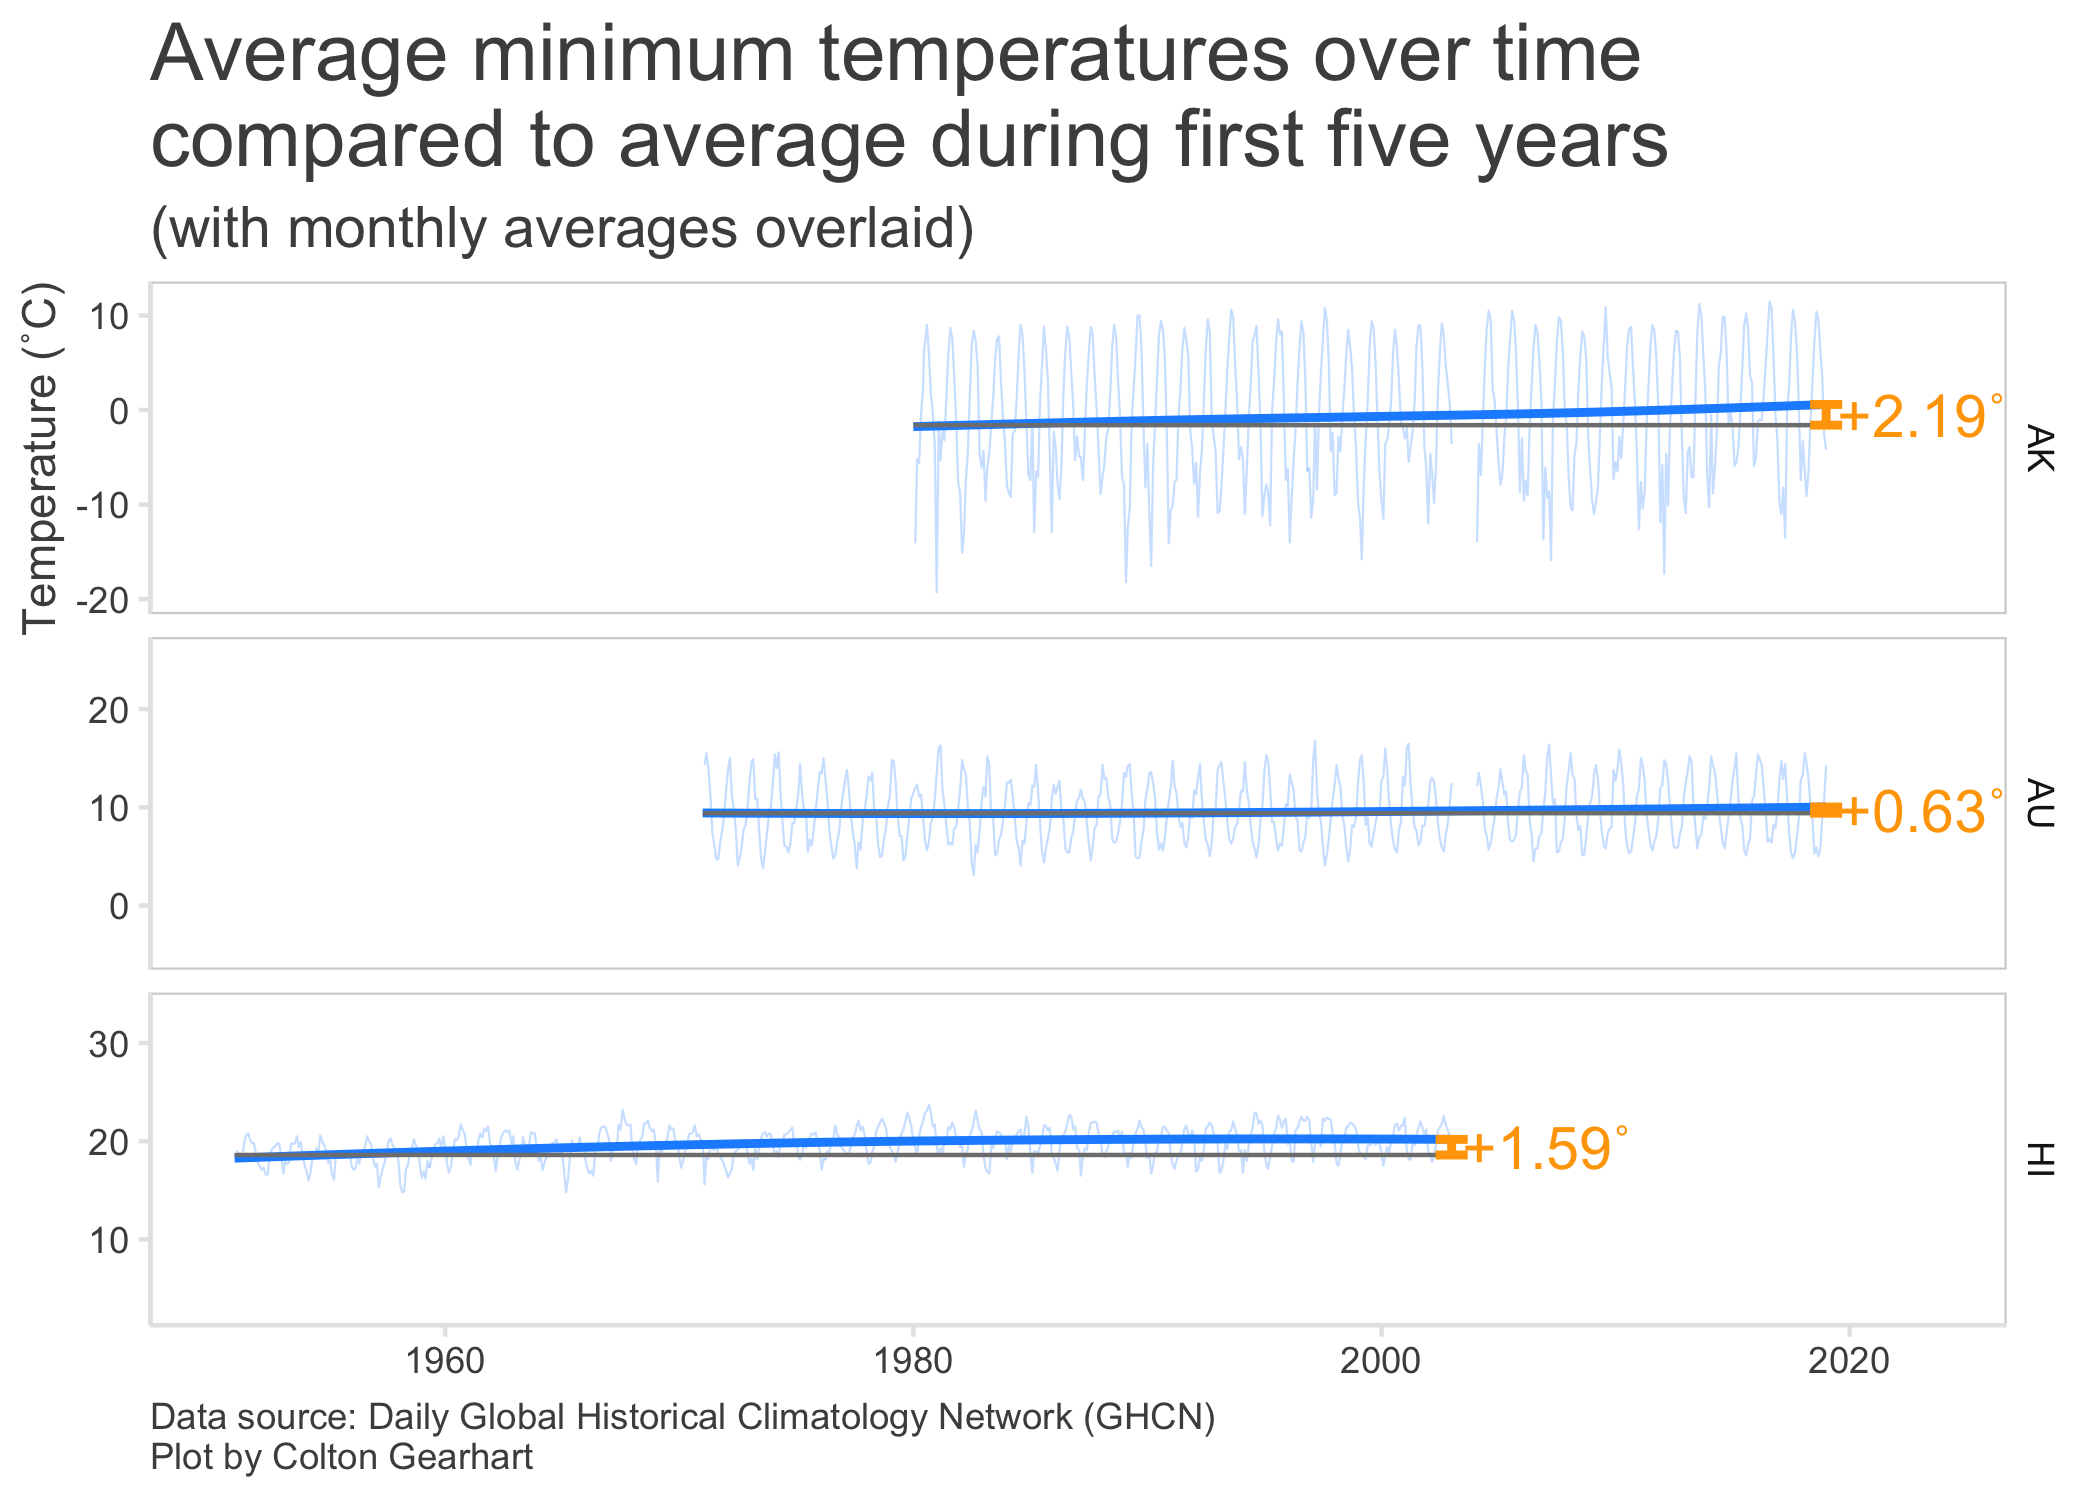 Average minimum temperatures over time
compared to average during first five years
(with monthly averages overlaid)
Temperature (˚C)
10
0
-10
-20
+2.19˚
AK
20
10
0
+0.63˚
AU
30
20
10
+1.59˚
HI
1960
1980
2000
2020
Data source: Daily Global Historical Climatology Network (GHCN)
Plot by Colton Gearhart